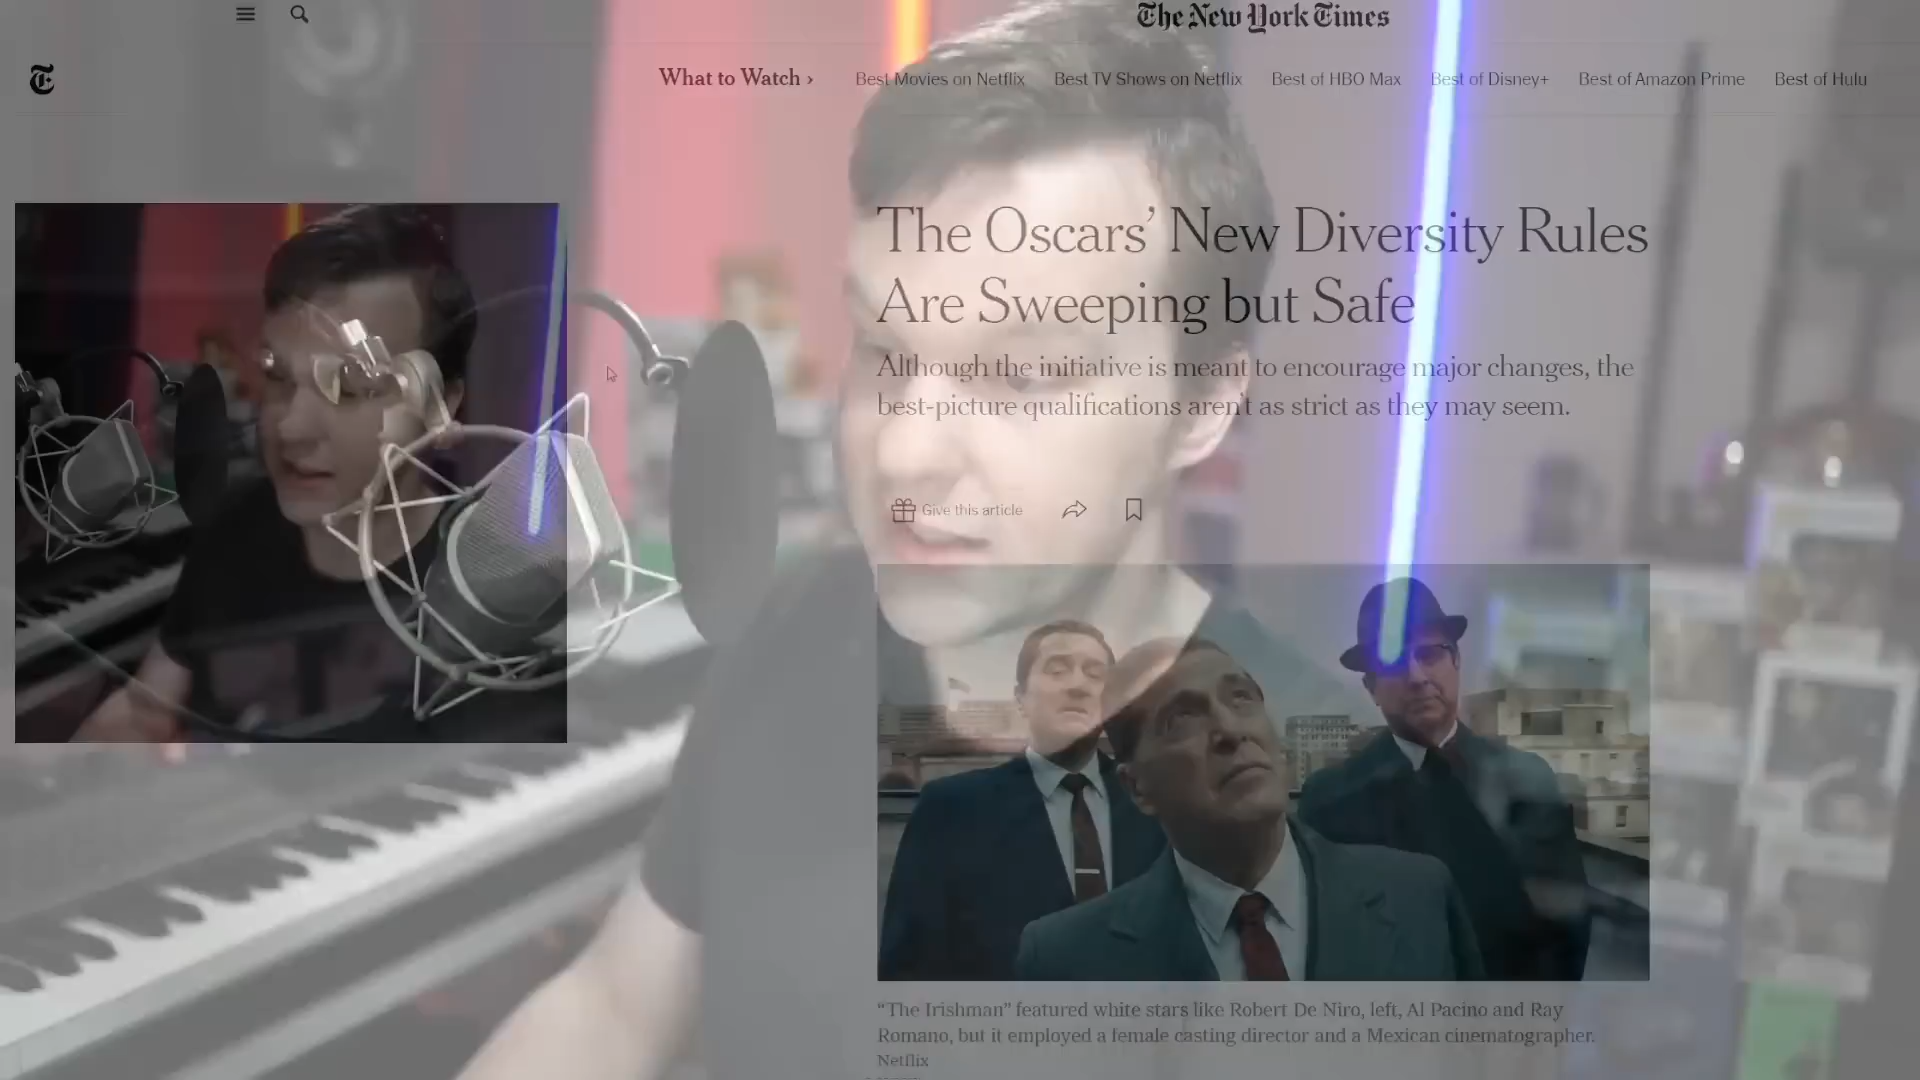 The New York Times
T
What to Watch ›
Best Movies on Netflix
Best TV Shows on Netflix
Best of HBO Max
Best of Disney+
Best of Amazon Prime
Best of Hulu
The Oscars’ New Diversity Rules
Are Sweeping but Safe
Although the initiative is meant to encourage major changes, the
best-picture qualifications aren’t as strict as they may seem.
Give this article
“The Irishman” featured white stars like Robert De Niro, left, Al Pacino and Ray
Romano, but it employed a female casting director and a Mexican cinematographer.
Netflix